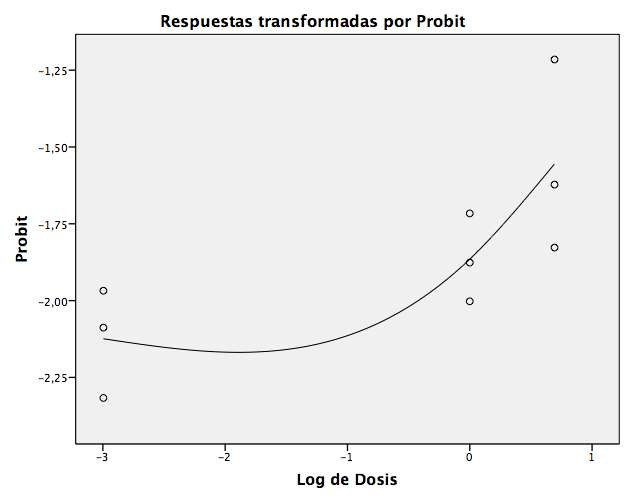 Respuestas transformadas por Probit
Probit
−1,25
−1,50
−1,75
−2,00
−2,25
−3 −2 −1 0 1
Log de Dosis